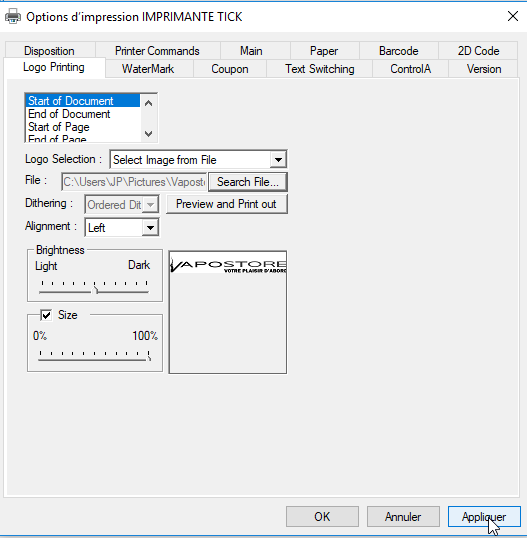 Options d'impression IMPRIMANTE TICK
Disposition Printer Commands Main Paper Barcode 2D Code
Logo Printing WaterMark Coupon Text Switching ControlA Version
Start of Document
End of Document
Start of Page
End of Page
Logo Selection : Select Image from File
File : C:\Users\JP\Pictures\Vaposto Search File...
Dithering : Ordered Dit Preview and Print out
Alignment : Left
Brightness
Light Dark
VAPOSTORE
VOTRE PLAISIR D'ABORD
Size
0% 100%
OK Annuler Appliquer